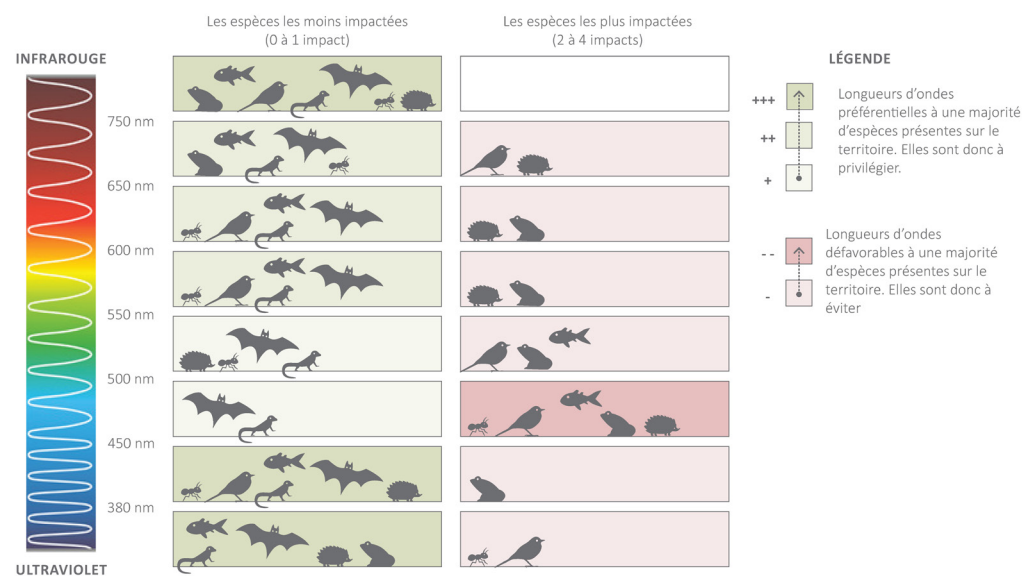 Les espèces les moins impactées
(0 à 1 impact)
Les espèces les plus impactées
(2 à 4 impacts)
INFRAROUGE
750 nm
650 nm
600 nm
550 nm
500 nm
450 nm
380 nm
ULTRAVIOLET
LÉGENDE
+++
++
+
Longueurs d'ondes
préférentielles à une majorité
d'espèces présentes sur le
territoire. Elles sont donc à
privilégier.
- -
-
Longueurs d'ondes
défavorables à une majorité
d'espèces présentes sur le
territoire. Elles sont donc à
éviter